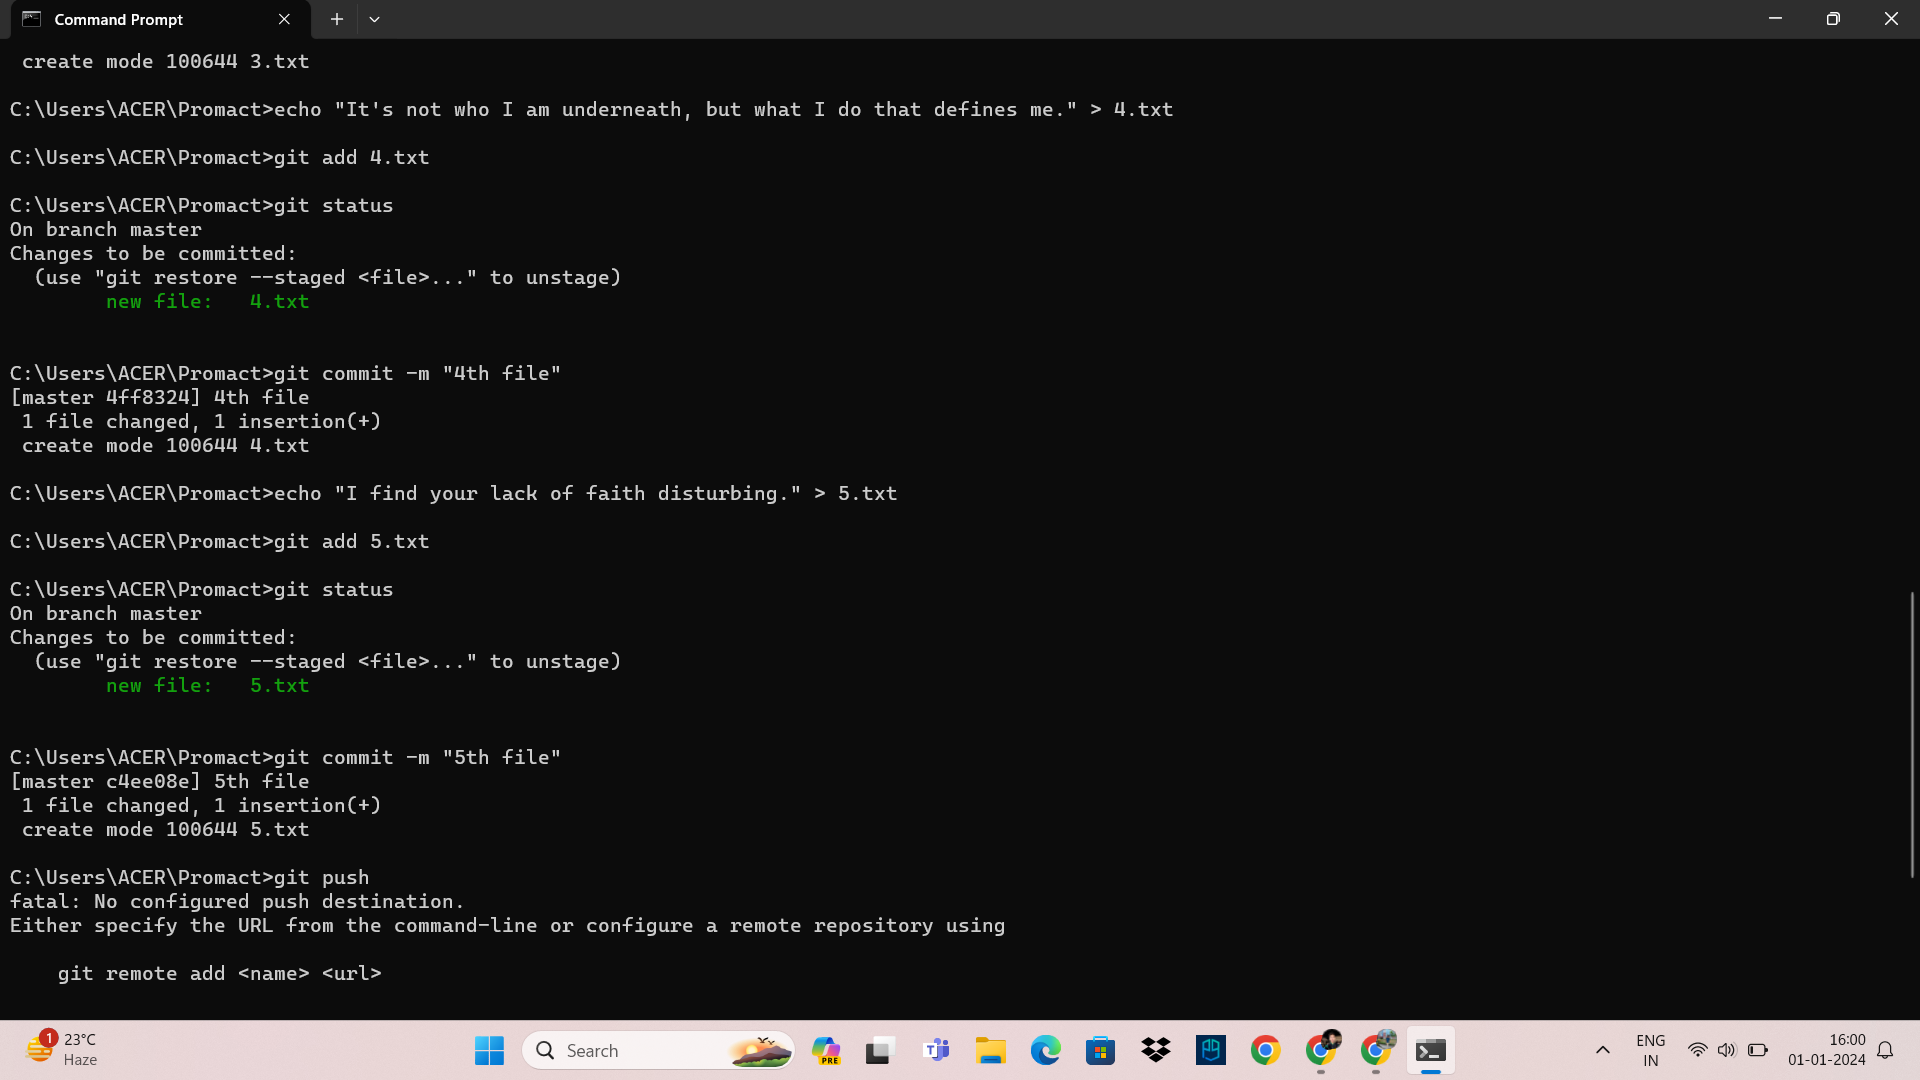 Command Prompt
create mode 100644 3.txt
C:\Users\ACER\Promact>echo "It's not who I am underneath, but what I do that defines me." > 4.txt
C:\Users\ACER\Promact>git add 4.txt
C:\Users\ACER\Promact>git status
On branch master
Changes to be committed:
  (use "git restore --staged <file>..." to unstage)
        new file:   4.txt
C:\Users\ACER\Promact>git commit -m "4th file"
[master 4ff8324] 4th file
 1 file changed, 1 insertion(+)
 create mode 100644 4.txt
C:\Users\ACER\Promact>echo "I find your lack of faith disturbing." > 5.txt
C:\Users\ACER\Promact>git add 5.txt
C:\Users\ACER\Promact>git status
On branch master
Changes to be committed:
  (use "git restore --staged <file>..." to unstage)
        new file:   5.txt
C:\Users\ACER\Promact>git commit -m "5th file"
[master c4ee08e] 5th file
 1 file changed, 1 insertion(+)
 create mode 100644 5.txt
C:\Users\ACER\Promact>git push
fatal: No configured push destination.
Either specify the URL from the command-line or configure a remote repository using
    git remote add <name> <url>
1
23°C
Haze
Search
PRE
T
ENG
IN
16:00
01-01-2024